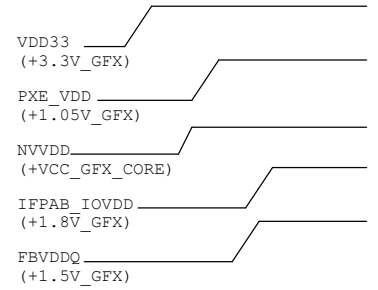 VDD33
(+3.3V_GFX)
PXE_VDD
(+1.05V_GFX)
NVVDD
(+VCC_GFX_CORE)
IFPAB_IOVDD
(+1.8V_GFX)
FBVDDQ
(+1.5V_GFX)